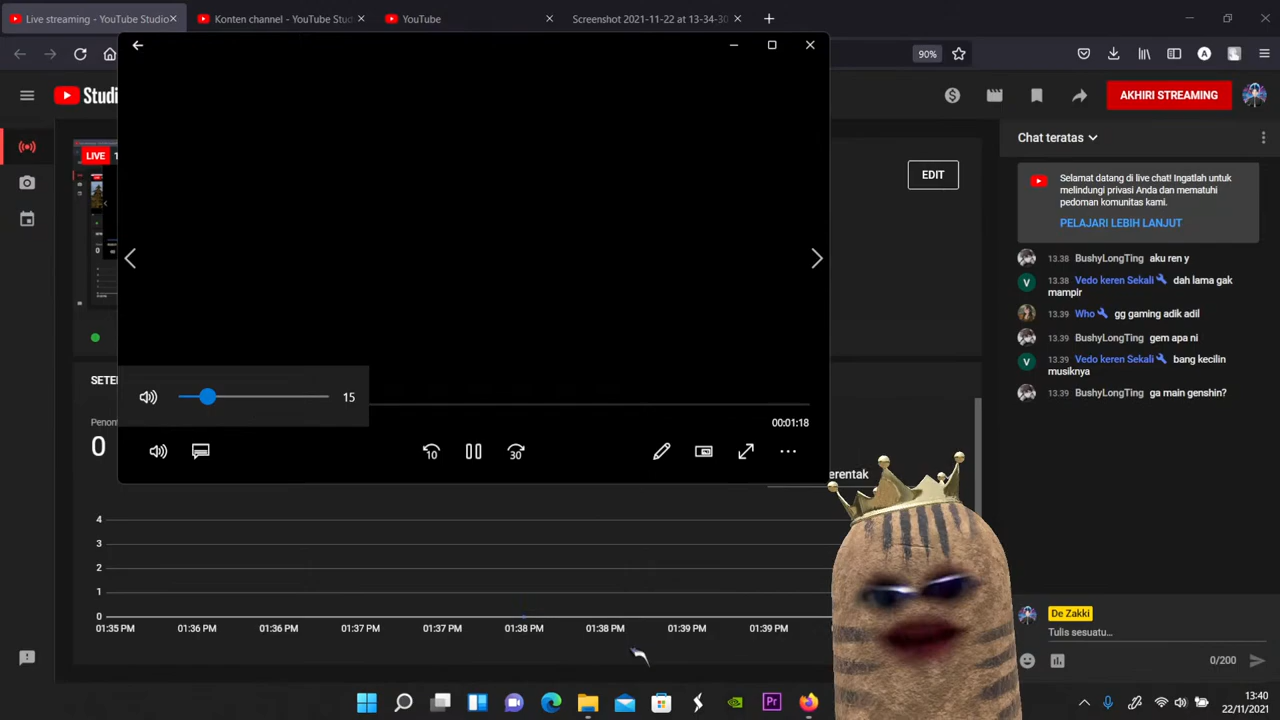 Live streaming - YouTube Studio
Konten channel - YouTube Stud
YouTube
Screenshot 2021-11-22 at 13-34-30
90%
A
Studi
AKHIRI STREAMING
LIVE
EDIT
Chat teratas
Selamat datang di live chat! Ingatlah untuk
melindungi privasi Anda dan mematuhi
pedoman komunitas kami.
PELAJARI LEBIH LANJUT
13.38 BushyLongTing aku ren y
V 13.38 Vedo keren Sekali dah lama gak
mampir
13.39 Who gg gaming adik adil
13.39 BushyLongTing gem apa ni
V 13.39 Vedo keren Sekali bang kecilin
musiknya
13.39 BushyLongTing ga main genshin?
SETE
15
Penont
0
00:01:18
10
30
erentak
4
3
2
1
0
01:35 PM
01:36 PM
01:36 PM
01:37 PM
01:37 PM
01:38 PM
01:38 PM
01:39 PM
01:39 PM
De Zakki
Tulis sesuatu...
0/200
Pr
13:40
22/11/2021